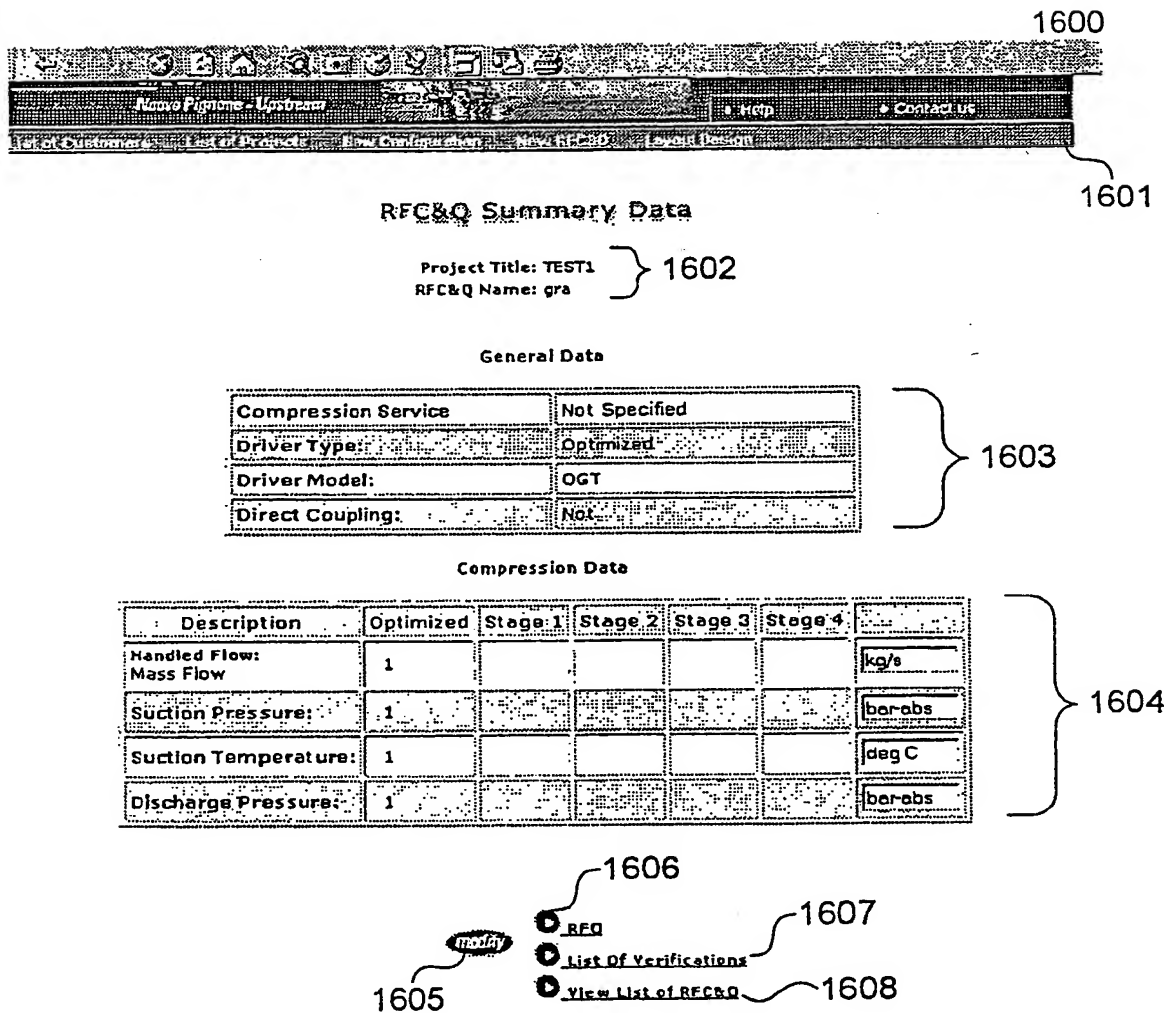 1600
Nuovo Pignone - Upstream
Help
Contact Us
List of Customers List of Projects New Configuration New RFC&Q Layout Design
1601
RFC&Q Summary Data
Project Title: TEST1
RFC&Q Name: gra
1602
General Data
Compression Service Not Specified
Driver Type: Optimized
Driver Model: OGT
Direct Coupling: Not
1603
Compression Data
Description Optimized Stage 1 Stage 2 Stage 3 Stage 4
Handled Flow:
Mass Flow 1 kg/s
Suction Pressure: 1 bar-abs
Suction Temperature: 1 deg C
Discharge Pressure: 1 bar-abs
1604
1606
RFQ
1607
modify
List Of Verifications
1605
View List of RFC&Q
1608